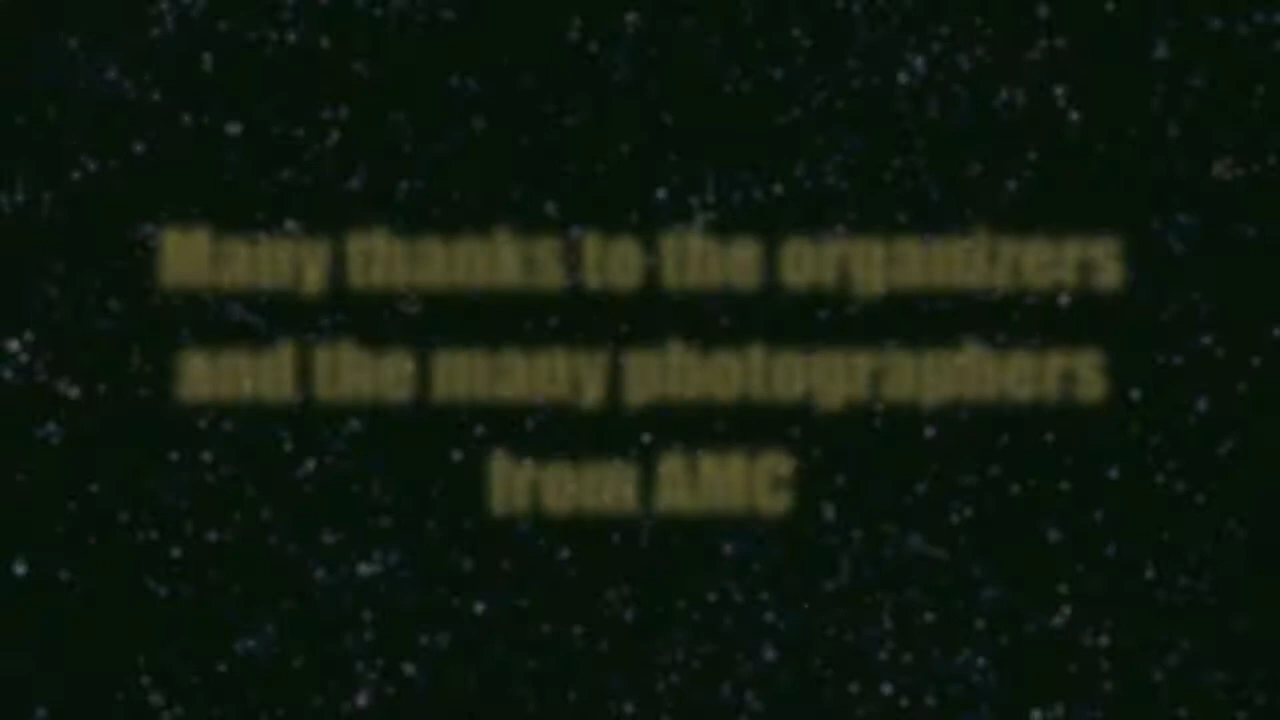 Many thanks to the organizers
and the many photographers
from AMC